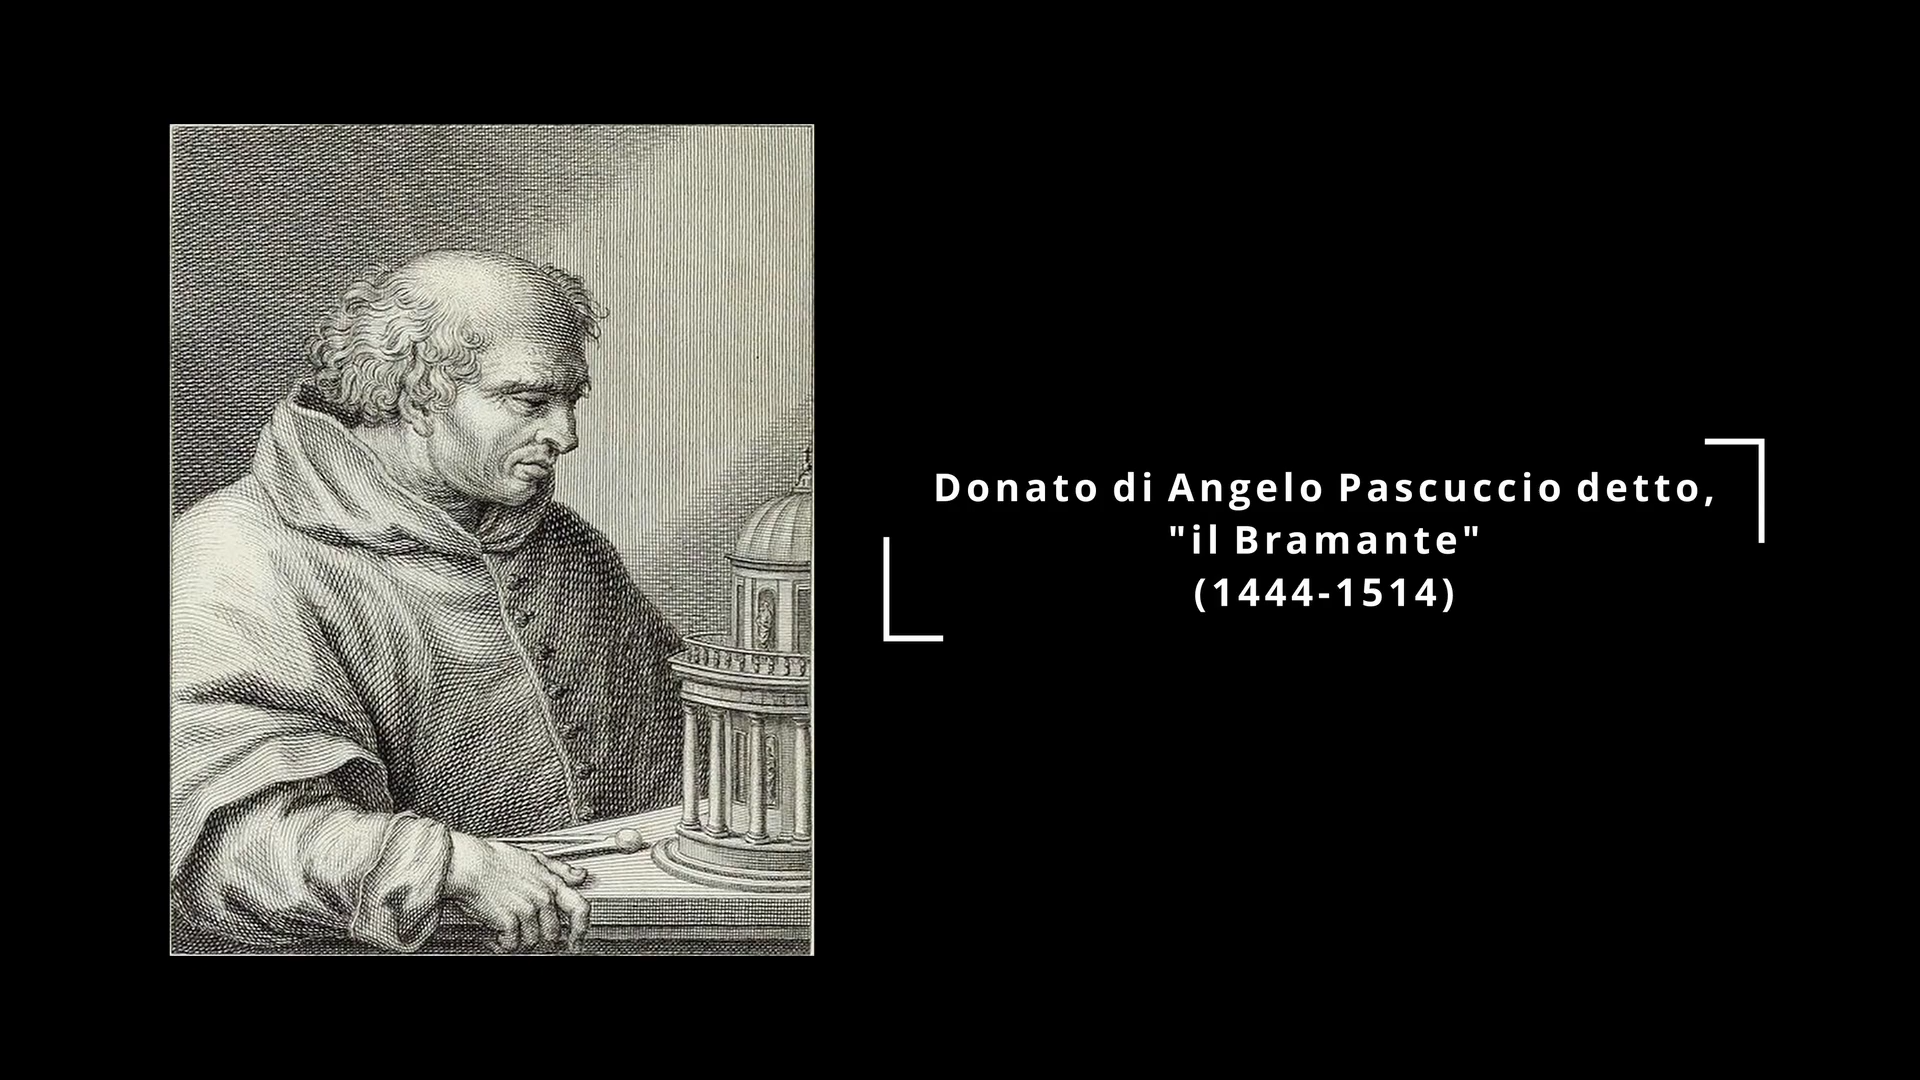 Donato di Angelo Pascuccio detto,
"il Bramante"
(1444-1514)